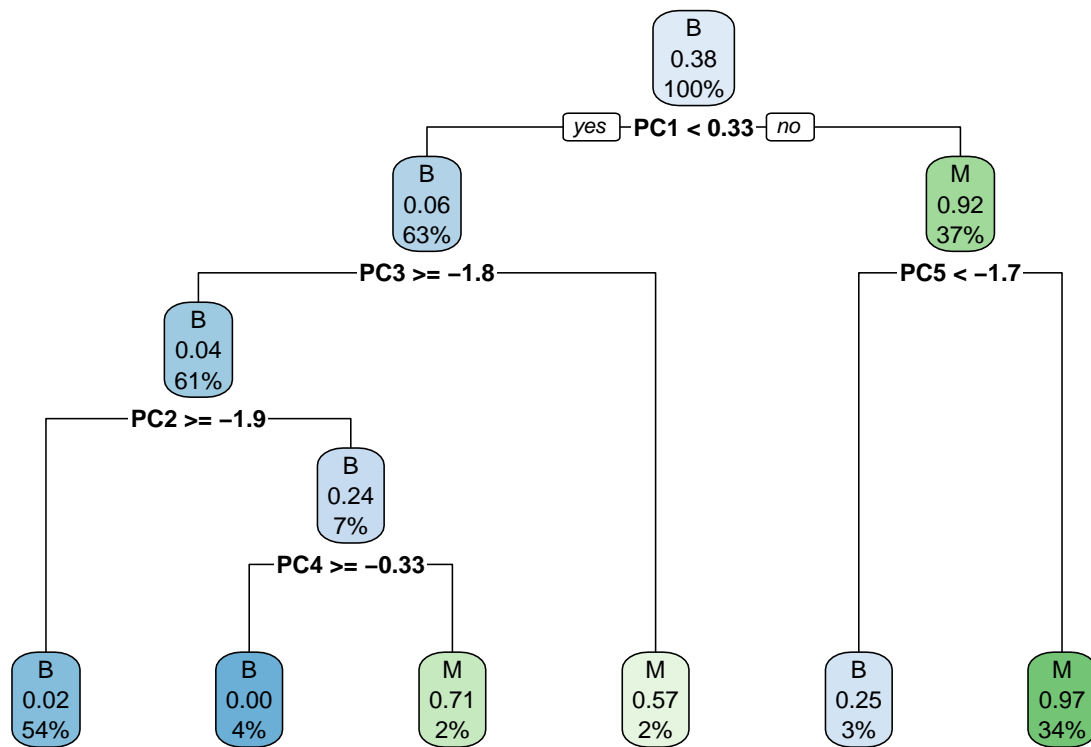 B
0.38
100%
yes PC1 < 0.33 no
B
0.06
63%
M
0.92
37%
PC3 >= −1.8
PC5 < −1.7
B
0.04
61%
PC2 >= −1.9
B
0.24
7%
PC4 >= −0.33
B
0.02
54%
B
0.00
4%
M
0.71
2%
M
0.57
2%
B
0.25
3%
M
0.97
34%